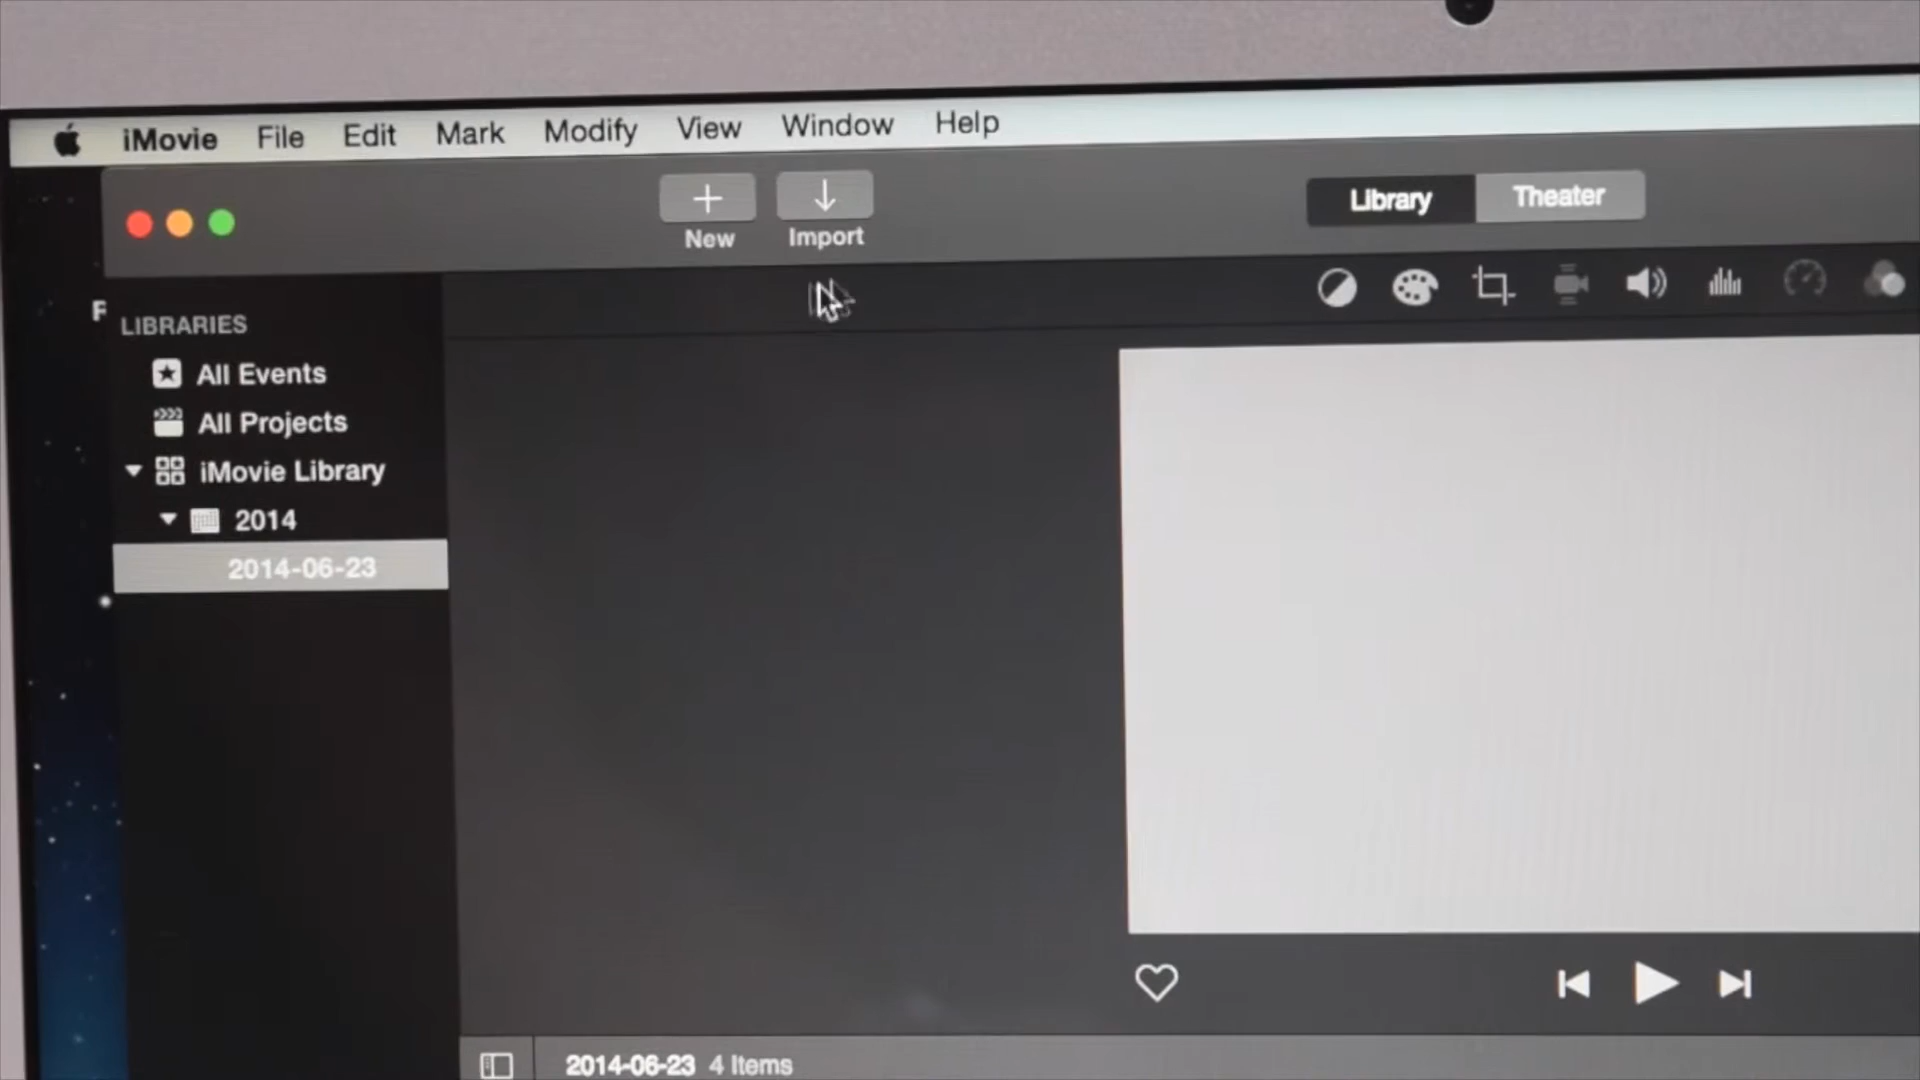 iMovie File Edit Mark Modify View Window Help
New Import
Library Theater
LIBRARIES
All Events
All Projects
iMovie Library
2014
2014-06-23
2014-06-23 4 Items